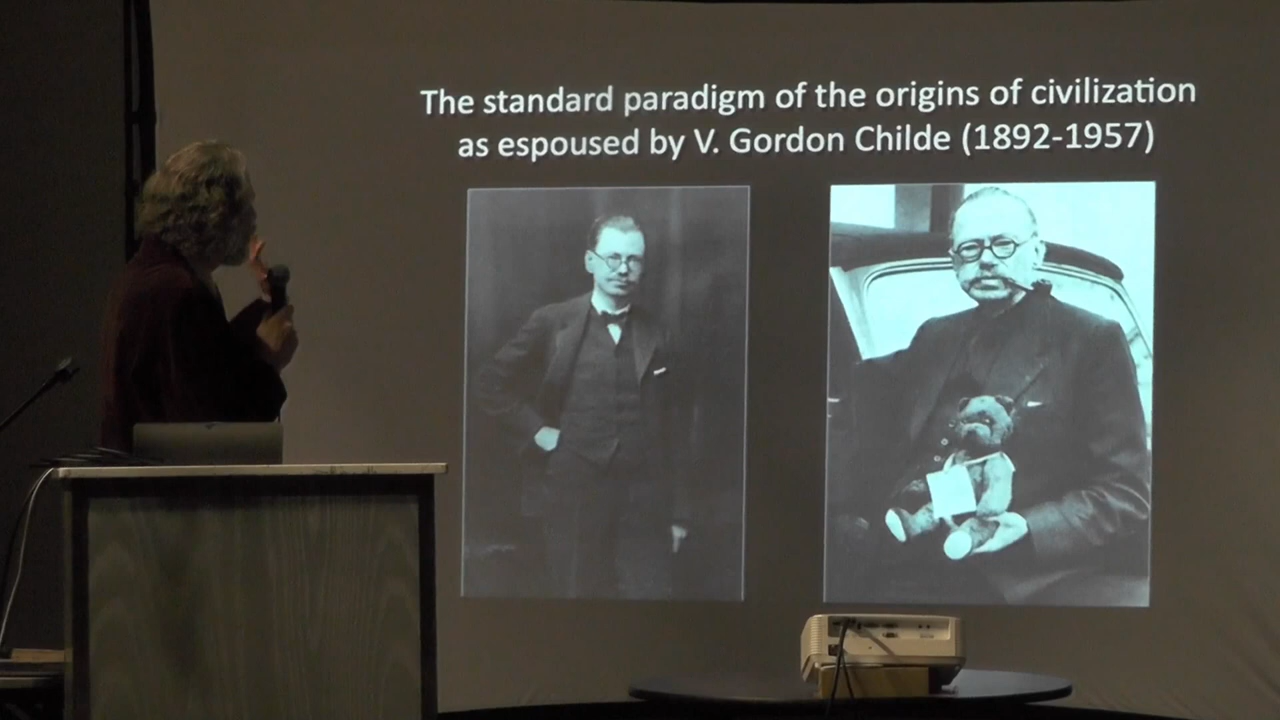 The standard paradigm of the origins of civilization
as espoused by V. Gordon Childe (1892-1957)